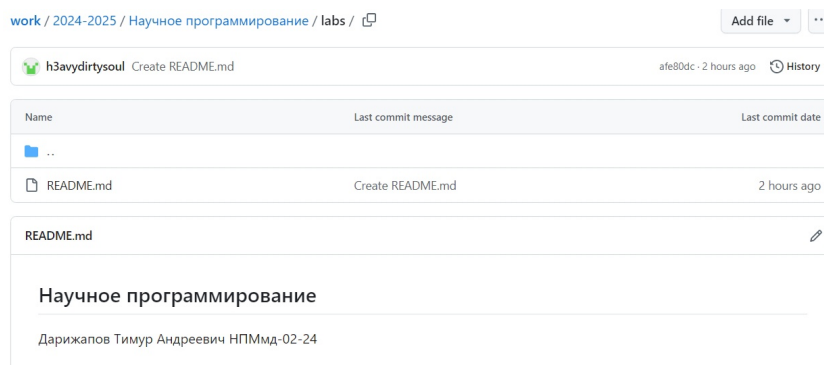 work / 2024-2025 / Научное программирование / labs /
Add file
h3avydirtysoul Create README.md
afe80dc · 2 hours ago History
Name Last commit message Last commit date
..
README.md Create README.md 2 hours ago
README.md
Научное программирование
Дарижапов Тимур Андреевич НПМмд-02-24